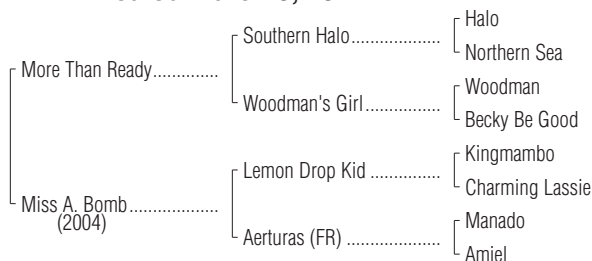 Halo
Southern Halo....................
Northern Sea
More Than Ready..............
Woodman
Woodman's Girl.................
Becky Be Good
Kingmambo
Lemon Drop Kid ...............
Charming Lassie
Miss A. Bomb...................
(2004)
Manado
Aerturas (FR) ....................
Amiel